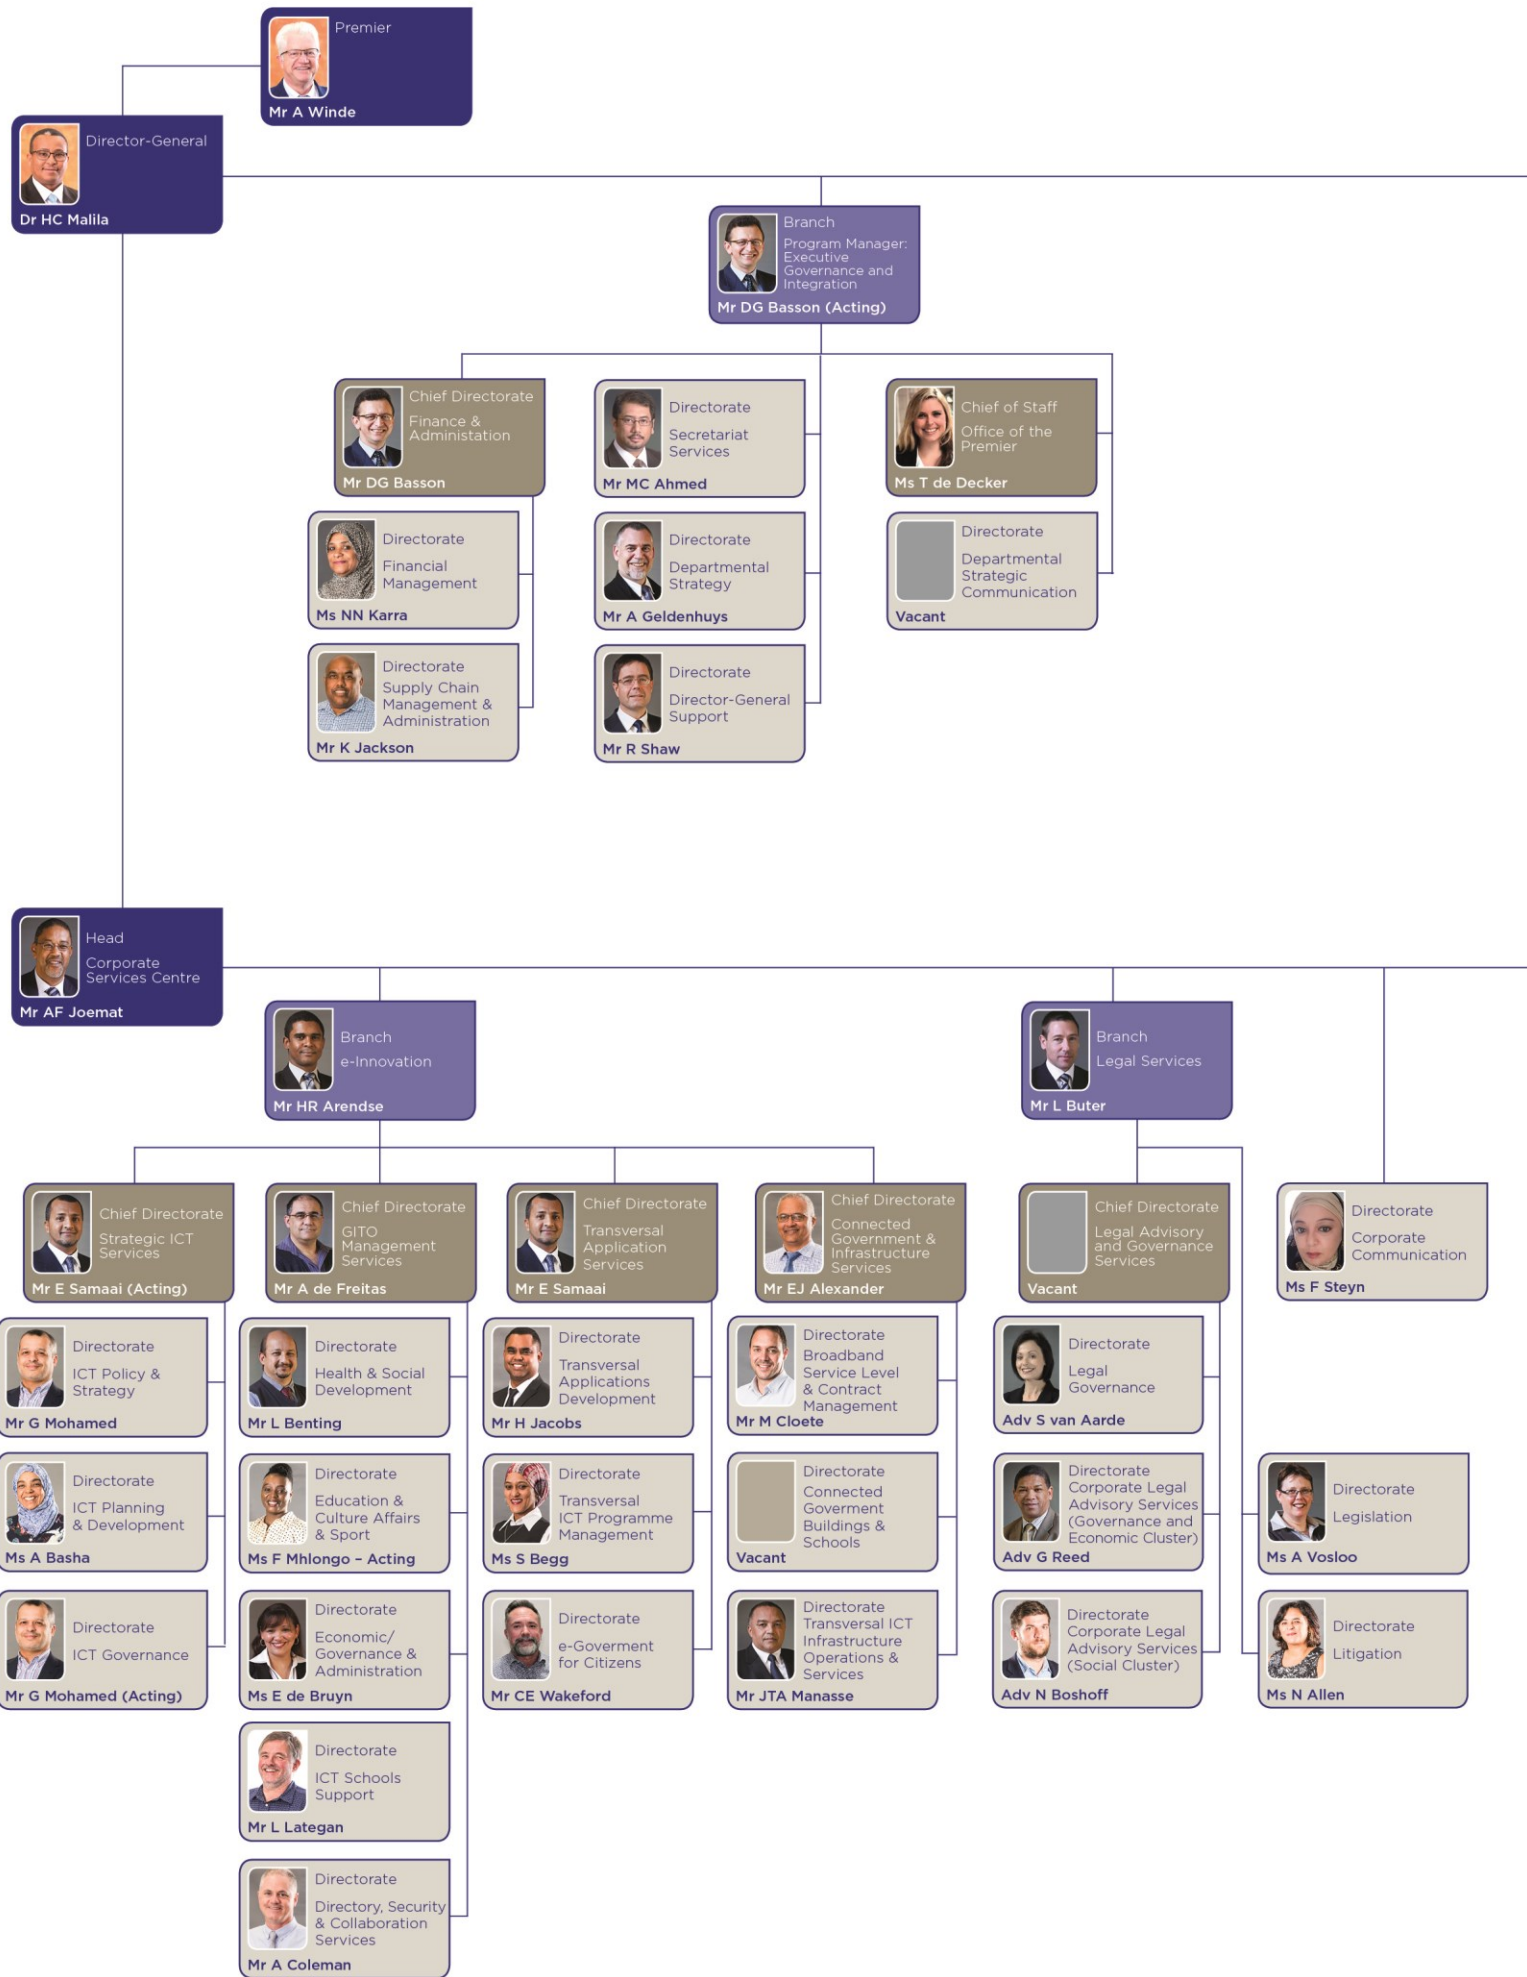 Premier
Mr A Winde
Director-General
Dr HC Malila
Branch
Program Manager:
Executive
Governance and
Integration
Mr DG Basson (Acting)
Chief Directorate
Finance &
Administation
Mr DG Basson
Directorate
Secretariat
Services
Mr MC Ahmed
Chief of Staff
Office of the
Premier
Ms T de Decker
Directorate
Financial
Management
Ms NN Karra
Directorate
Departmental
Strategy
Mr A Geldenhuys
Directorate
Departmental
Strategic
Communication
Vacant
Directorate
Supply Chain
Management &
Administration
Mr K Jackson
Directorate
Director-General
Support
Mr R Shaw
Head
Corporate
Services Centre
Mr AF Joemat
Branch
e-Innovation
Mr HR Arendse
Branch
Legal Services
Mr L Buter
Chief Directorate
Strategic ICT
Services
Mr E Samaai (Acting)
Chief Directorate
GITO
Management
Services
Mr A de Freitas
Chief Directorate
Transversal
Application
Services
Mr E Samaai
Chief Directorate
Connected
Government &
Infrastructure
Services
Mr EJ Alexander
Chief Directorate
Legal Advisory
and Governance
Services
Vacant
Directorate
Corporate
Communication
Ms F Steyn
Directorate
ICT Policy &
Strategy
Mr G Mohamed
Directorate
Health & Social
Development
Mr L Benting
Directorate
Transversal
Applications
Development
Mr H Jacobs
Directorate
Broadband
Service Level
& Contract
Management
Mr M Cloete
Directorate
Legal
Governance
Adv S van Aarde
Directorate
ICT Planning
& Development
Ms A Basha
Directorate
Education &
Culture Affairs
& Sport
Ms F Mhlongo – Acting
Directorate
Transversal
ICT Programme
Management
Ms S Begg
Directorate
Connected
Goverment
Buildings &
Schools
Vacant
Directorate
Corporate Legal
Advisory Services
(Governance and
Economic Cluster)
Adv G Reed
Directorate
Legislation
Ms A Vosloo
Directorate
ICT Governance
Mr G Mohamed (Acting)
Directorate
Economic/
Governance &
Administration
Ms E de Bruyn
Directorate
e-Goverment
for Citizens
Mr CE Wakeford
Directorate
Transversal ICT
Infrastructure
Operations &
Services
Mr JTA Manasse
Directorate
Corporate Legal
Advisory Services
(Social Cluster)
Adv N Boshoff
Directorate
Litigation
Ms N Allen
Directorate
ICT Schools
Support
Mr L Lategan
Directorate
Directory, Security
& Collaboration
Services
Mr A Coleman